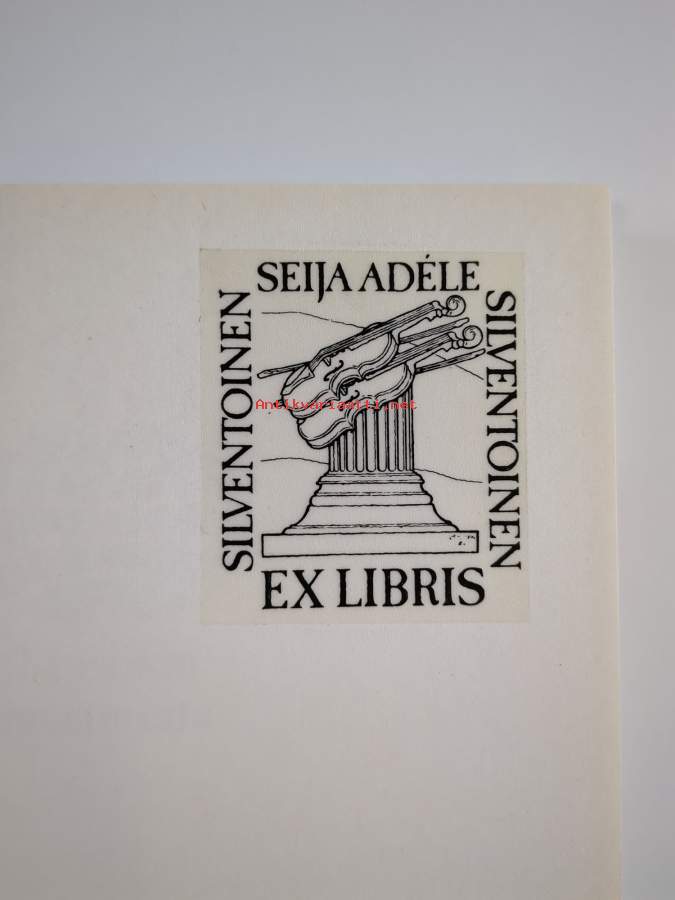 SEIJA ADÉLE
SILVENTOINEN
SILVENTOINEN
Antikvariaatti.net
EX LIBRIS